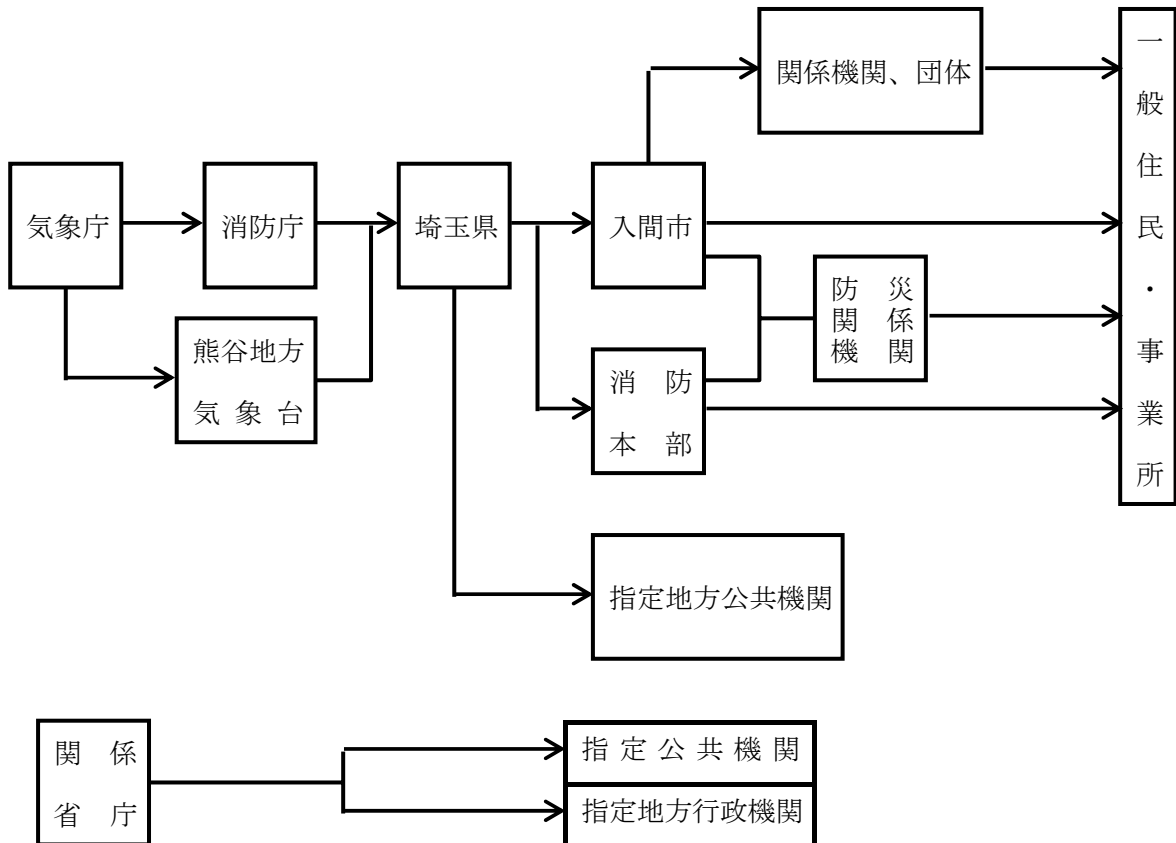 関係機関、団体
一般住民・事業所
気象庁
消防庁
埼玉県
入間市
防災
関係
機関
熊谷地方
気象台
消防
本部
指定地方公共機関
関係
省庁
指定公共機関
指定地方行政機関